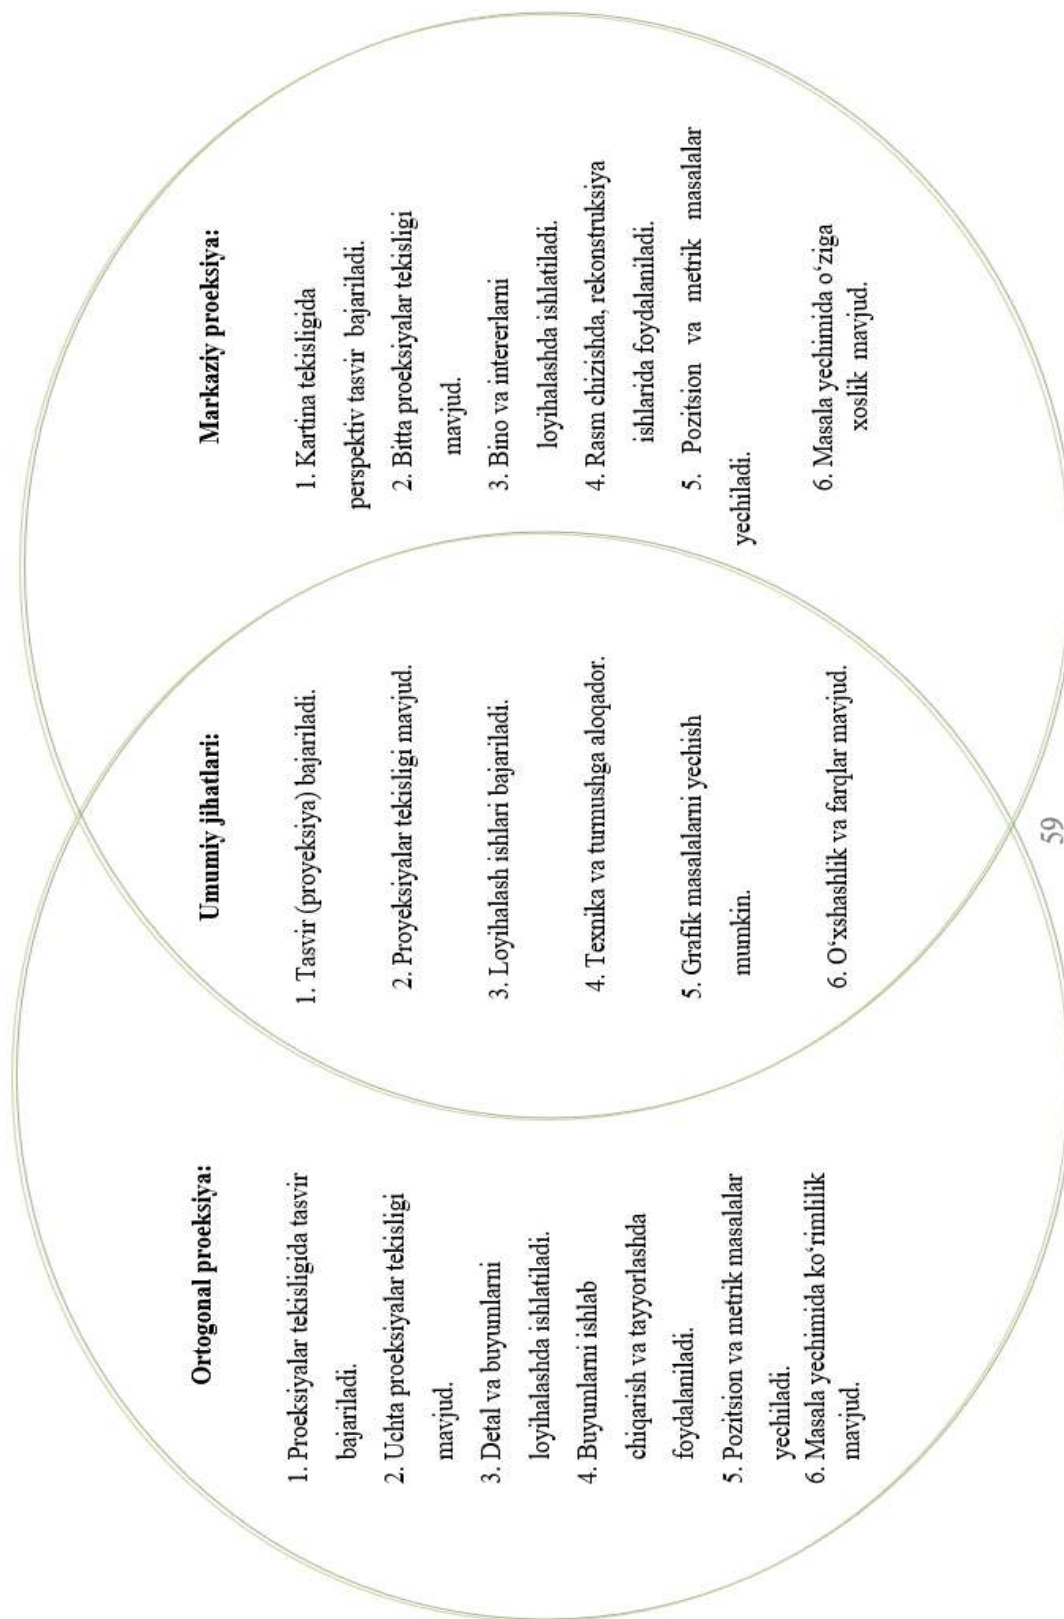 Ortogonal proeksiya:
1. Proeksiyalar tekisligida tasvir
bajariladi.
2. Uchta proeksiyalar tekisligi
mavjud.
3. Detal va buyumlarni
loyihalashda ishlatiladi.
4. Buyumlarni ishlab
chiqarish va tayyorlashda
foydalaniladi.
5. Pozitsion va metrik masalalar
yechiladi.
6. Masala yechimida ko‘rimlilik
mavjud.
Umumiy jihatlari:
1. Tasvir (proyeksiya) bajariladi.
2. Proyeksiyalar tekisligi mavjud.
3. Loyihalash ishlari bajariladi.
4. Texnika va turmushga aloqador.
5. Grafik masalalarni yechish
mumkin.
6. O‘xshashlik va farqlar mavjud.
Markaziy proeksiya:
1. Kartina tekisligida
perspektiv tasvir bajariladi.
2. Bitta proeksiyalar tekisligi
mavjud.
3. Bino va intererlarni
loyihalashda ishlatiladi.
4. Rasm chizishda, rekonstruksiya
ishlarida foydalaniladi.
5. Pozitsion va metrik masalalar
yechiladi.
6. Masala yechimida o‘ziga
xoslik mavjud.
59